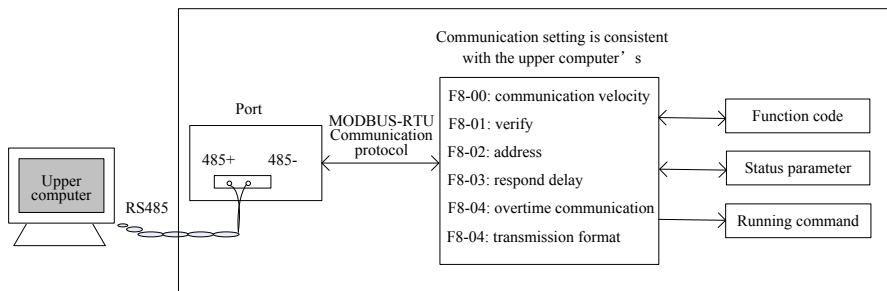 Communication setting is consistent
with the upper computer’s
F8-00: communication velocity
F8-01: verify
F8-02: address
F8-03: respond delay
F8-04: overtime communication
F8-04: transmission format
Port
485+ 485-
MODBUS-RTU
Communication
protocol
Upper
computer
RS485
Function code
Status parameter
Running command